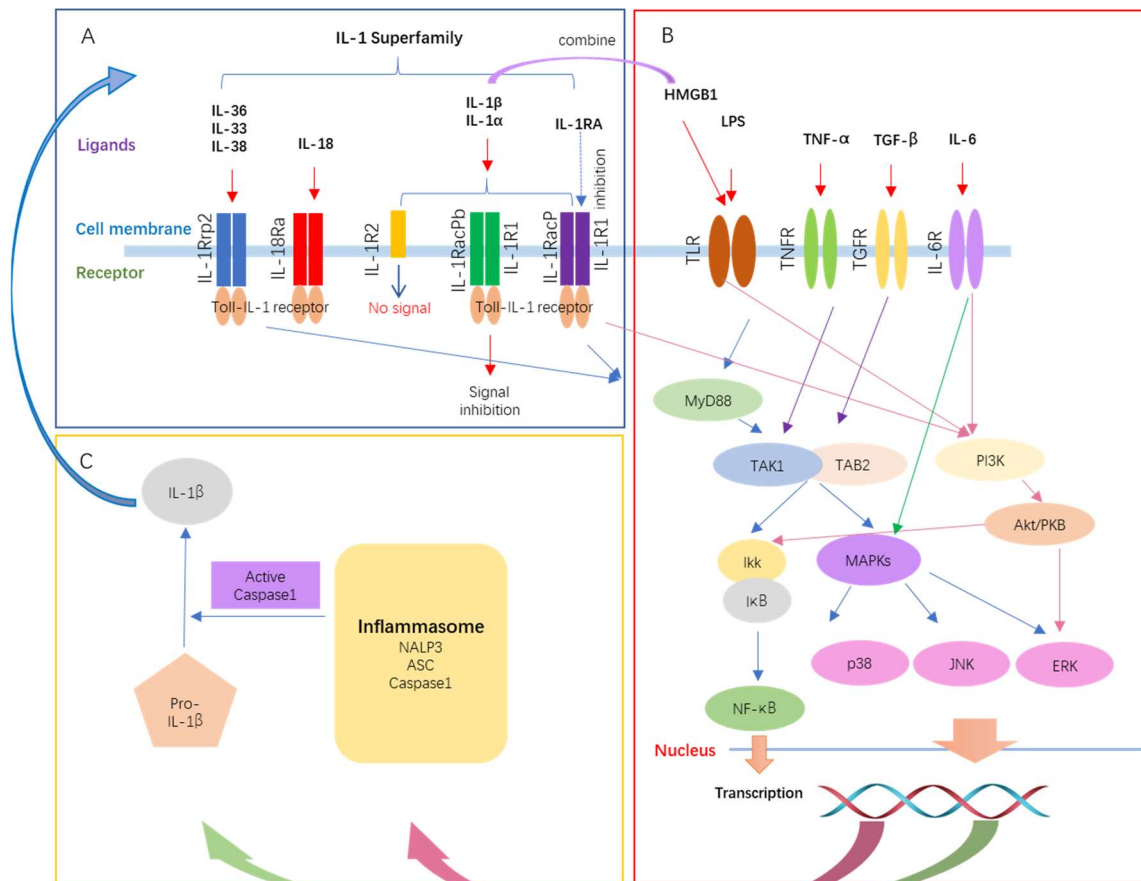 A
IL-1 Superfamily
combine
IL-36
IL-33
IL-38
IL-18
IL-1β
IL-1α
IL-1RA
Ligands
inhibition
Cell membrane
Receptor
IL-1Rrp2
IL-18Ra
IL-1R2
IL-1RacPb
IL-1R1
IL-1RacP
IL-1R1
Toll-IL-1 receptor
No signal
Toll-IL-1 receptor
Signal
inhibition
B
HMGB1
LPS
TNF-α
TGF-β
IL-6
TLR
TNFR
TGFR
IL-6R
MyD88
TAK1
TAB2
PI3K
Akt/PKB
Ikk
MAPKs
IκB
p38
JNK
ERK
NF-κB
Nucleus
Transcription
C
IL-1β
Active
Caspase1
Inflammasome
NALP3
ASC
Caspase1
Pro-
IL-1β